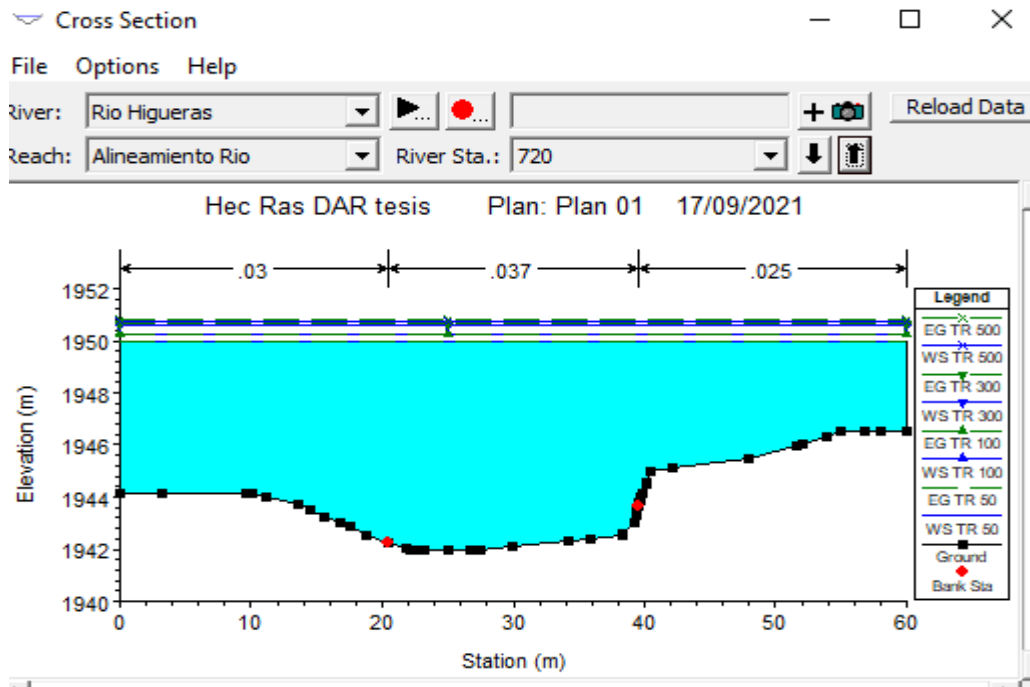 Cross Section
File Options Help
River: Rio Higueras ... ... Reload Data
Reach: Alineamiento Rio River Sta.: 720
Hec Ras DAR tesis Plan: Plan 01 17/09/2021
.03 .037 .025
1952
1950
1948
1946
1944
1942
1940
Elevation (m)
0 10 20 30 40 50 60
Station (m)
Legend
EG TR 500
WS TR 500
EG TR 300
WS TR 300
EG TR 100
WS TR 100
EG TR 50
WS TR 50
Ground
Bank Sta